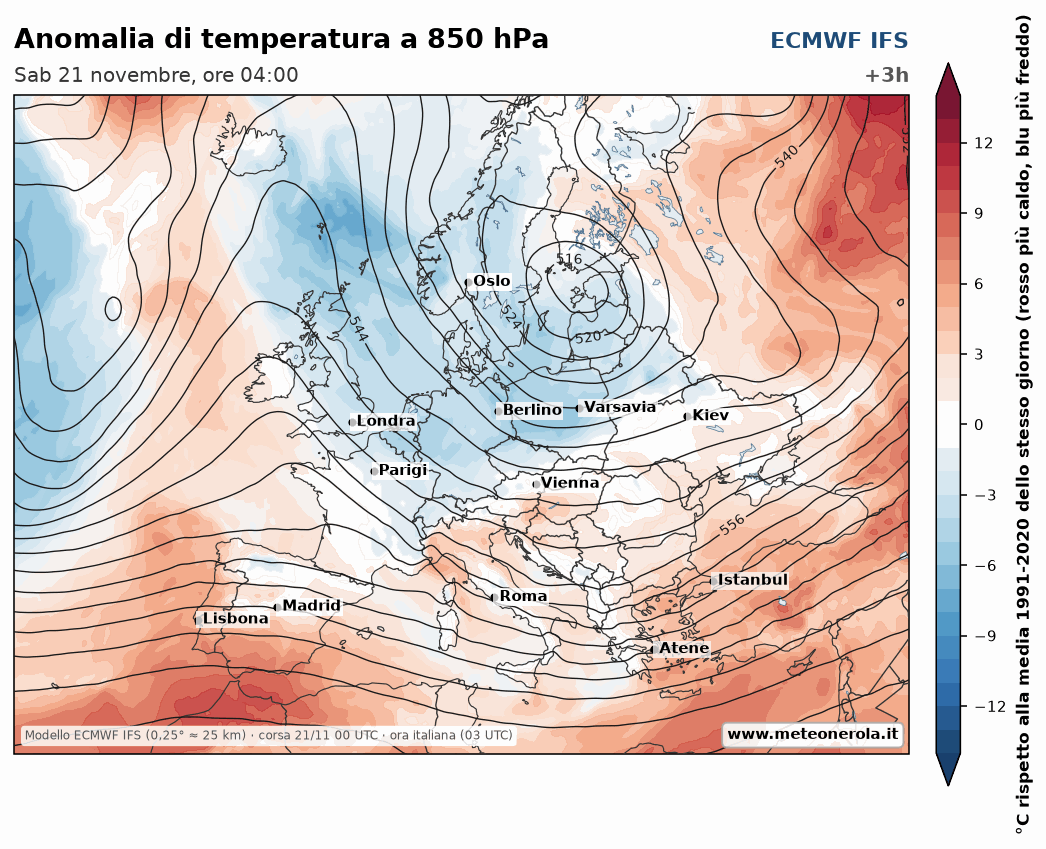 Anomalia di temperatura a 850 hPa
ECMWF IFS
Sab 21 novembre, ore 04:00
+3h
540
552
516
Oslo
544
524
520
Berlino
Varsavia
Kiev
Londra
Parigi
Vienna
556
Istanbul
Roma
Madrid
Lisbona
Atene
Modello ECMWF IFS (0,25° ≈ 25 km) · corsa 21/11 00 UTC · ora italiana (03 UTC)
www.meteonerola.it
12
9
6
3
0
−3
−6
−9
−12
°C rispetto alla media 1991-2020 dello stesso giorno (rosso più caldo, blu più freddo)